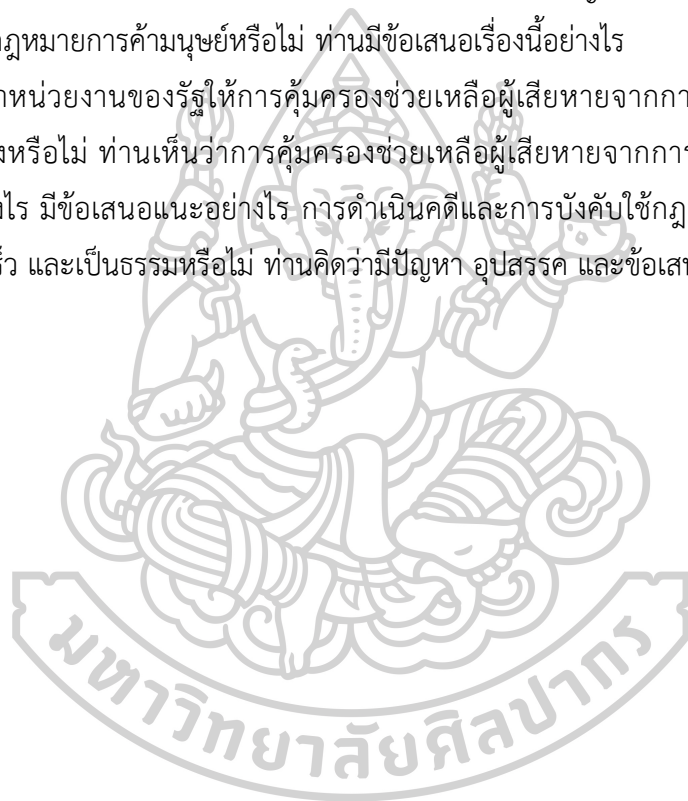 กฎหมายการค้ามนุษย์หรือไม่ ท่านมีข้อเสนอเรื่องนี้อย่างไร
หน่วยงานของรัฐให้การคุ้มครองช่วยเหลือผู้เสียหายจากกา
หรือไม่ ท่านเห็นว่าการคุ้มครองช่วยเหลือผู้เสียหายจากการ
ไร มีข้อเสนอแนะอย่างไร การดำเนินคดีและการบังคับใช้กฎ
และเป็นธรรมหรือไม่ ท่านคิดว่ามีปัญหา อุปสรรค และข้อเส
มหาวิทยาลัยศิลปากร